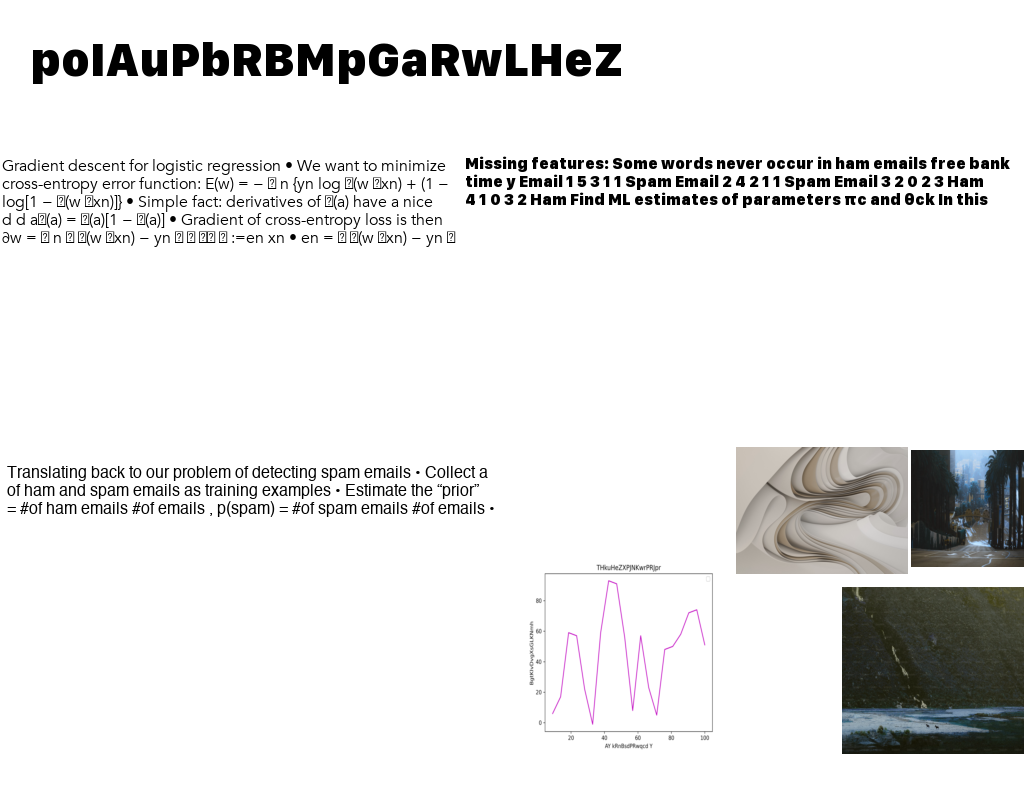 poIAuPbRBMpGaRwLHeZ
Gradient descent for logistic regression • We want to minimize
cross-entropy error function: E(w) = − � n {yn log �(w �xn) + (1 −
log[1 − �(w �xn)]} • Simple fact: derivatives of �(a) have a nice
d d a�(a) = �(a)[1 − �(a)] • Gradient of cross-entropy loss is then
∂w = � n � �(w �xn) − yn � � �� � :=en xn • en = � �(w �xn) − yn �
Missing features: Some words never occur in ham emails free bank
time y Email 1 5 3 1 1 Spam Email 2 4 2 1 1 Spam Email 3 2 0 2 3 Ham
4 1 0 3 2 Ham Find ML estimates of parameters πc and θck In this
Translating back to our problem of detecting spam emails • Collect a
of ham and spam emails as training examples • Estimate the “prior”
= #of ham emails #of emails , p(spam) = #of spam emails #of emails •
THkuHeZXPJNKwrPRJpr
80
60
40
20
0
20 40 60 80 100